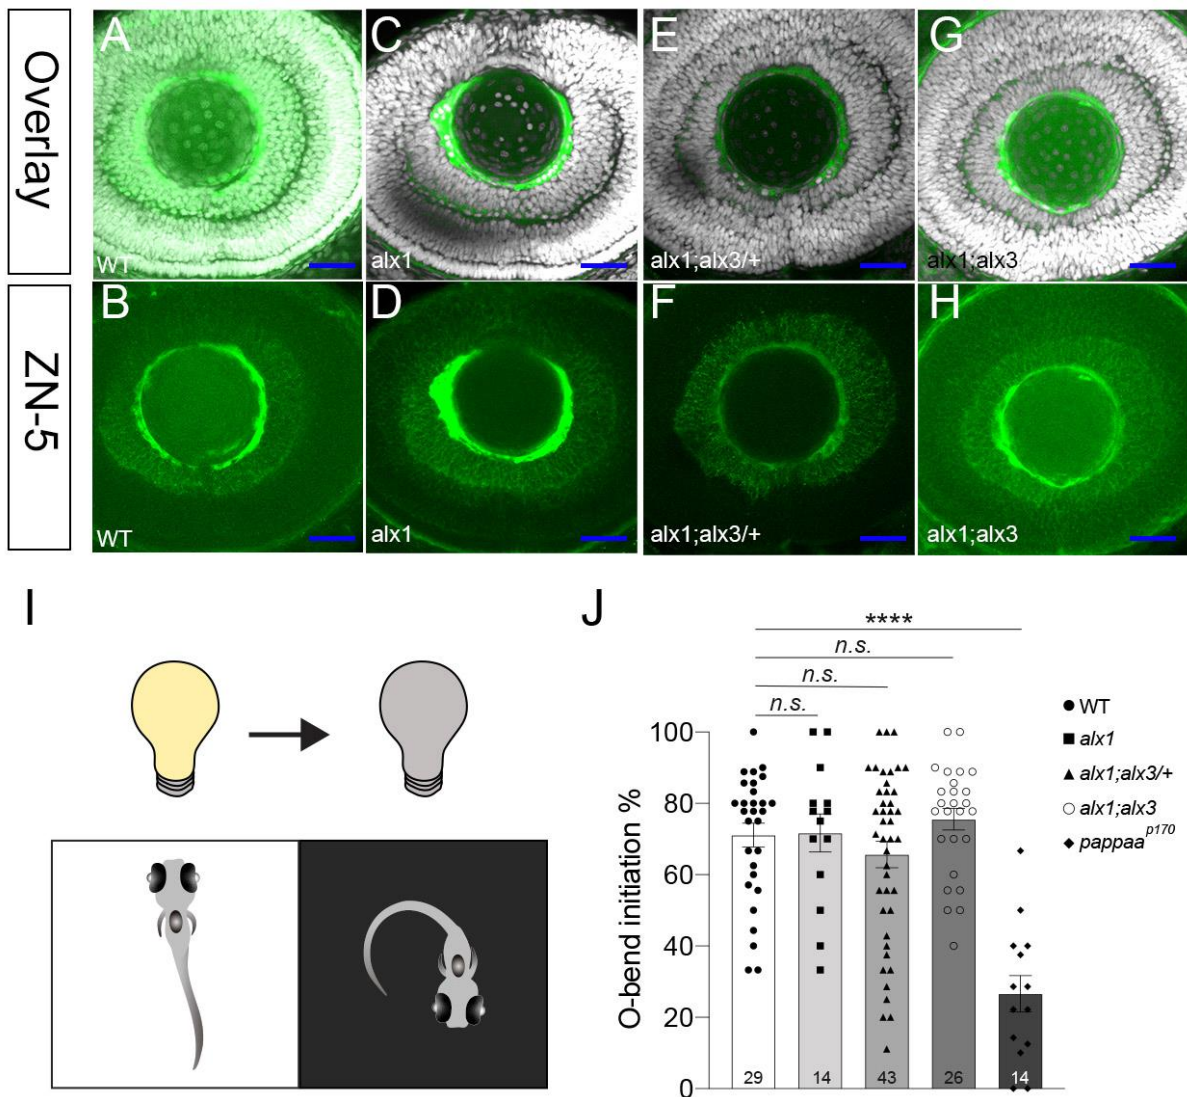 Overlay
A
C
E
G
WT
alx1
alx1;alx3/+
alx1;alx3
ZN-5
B
D
F
H
WT
alx1
alx1;alx3/+
alx1;alx3
I
J
****
n.s.
n.s.
n.s.
WT
alx1
alx1;alx3/+
alx1;alx3
pappaa^p170
O-bend initiation %
100
80
60
40
20
0
29
14
43
26
14